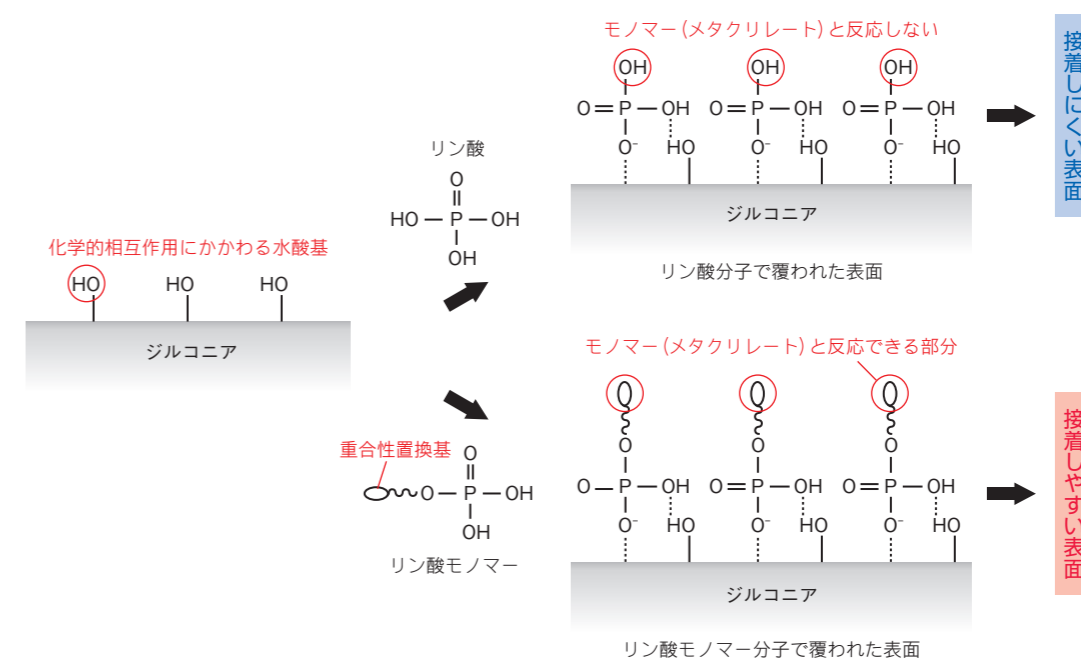 化学的相互作用にかかわる水酸基
HO HO HO
ジルコニア
リン酸
O
HO P OH
OH
モノマー(メタクリレート)と反応しない
OH OH OH
O=P—OH O=P—OH O=P—OH
O⁻ HO O⁻ HO O⁻ HO
ジルコニア
リン酸分子で覆われた表面
接着しにくい表面
重合性置換基
O
O—P—OH
OH
リン酸モノマー
モノマー(メタクリレート)と反応できる部分
O O O
O—P—OH O=P—OH O=P—OH
O⁻ HO O⁻ HO O⁻ HO
ジルコニア
リン酸モノマー分子で覆われた表面
接着しやすい表面